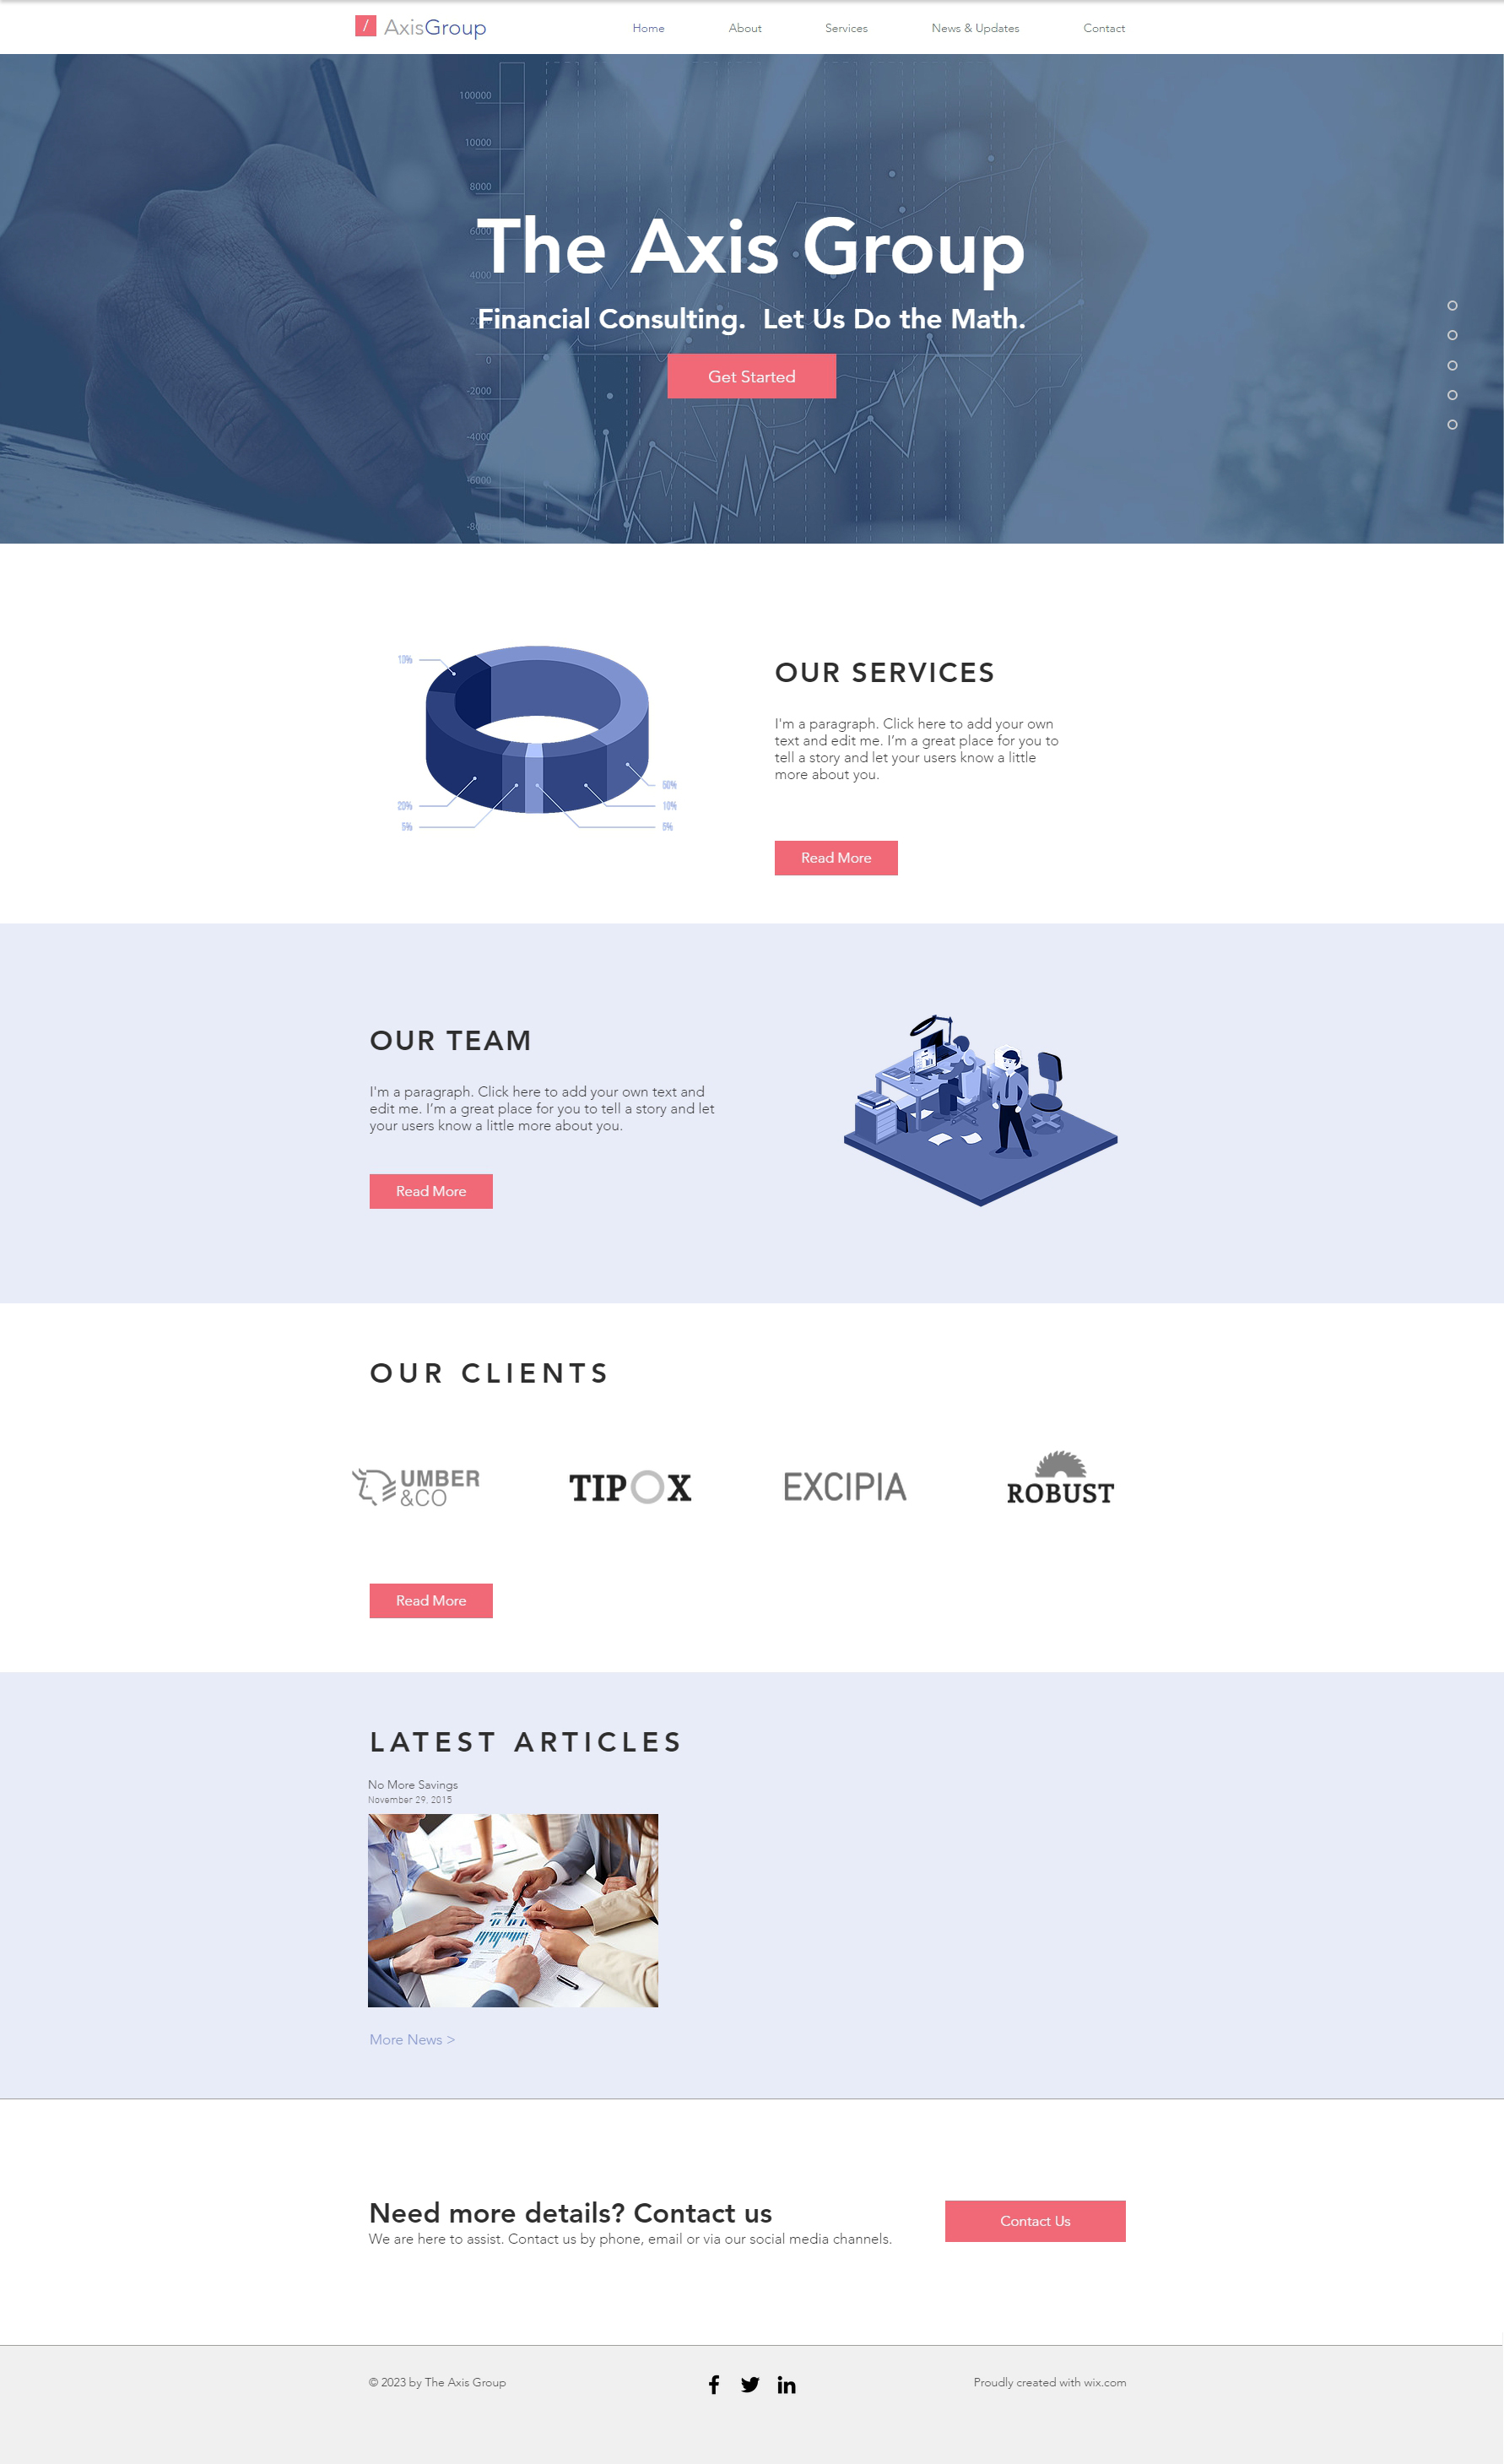 / AxisGroup
Home About Services News & Updates Contact
100000
10000
8000
6000
The Axis Group
4000
Financial Consulting. Let Us Do the Math.
0
Get Started
-2000
-4000
-6000
10%
OUR SERVICES
I'm a paragraph. Click here to add your own
text and edit me. I’m a great place for you to
tell a story and let your users know a little
more about you.
50%
20% 10%
5% 5%
Read More
OUR TEAM
I'm a paragraph. Click here to add your own text and
edit me. I’m a great place for you to tell a story and let
your users know a little more about you.
Read More
OUR CLIENTS
UMBER
&CO
TIPOX
EXCIPIA
ROBUST
Read More
LATEST ARTICLES
No More Savings
November 29, 2015
More News >
Need more details? Contact us
We are here to assist. Contact us by phone, email or via our social media channels.
Contact Us
© 2023 by The Axis Group
Proudly created with wix.com